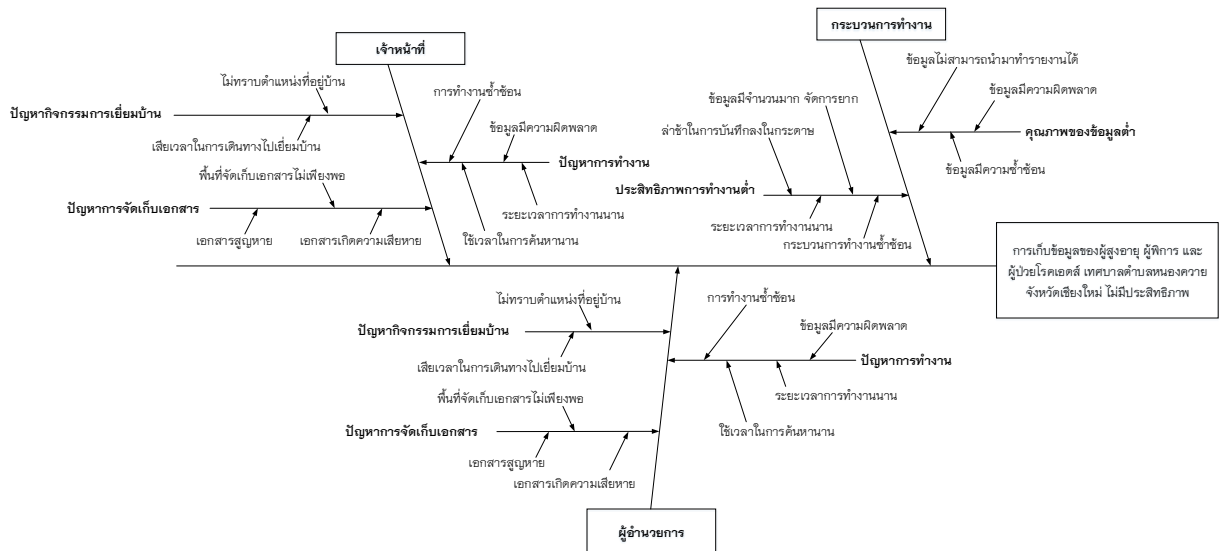 กระบวนการทำงาน
เจ้าหน้าที่
ข้อมูลไม่สามารถนำมาทำรายงานได้
ไม่ทราบตำแหน่งที่อยู่บ้าน
การทำงานซ้ำซ้อน
ข้อมูลมีจำนวนมาก จัดการยาก
ข้อมูลมีความผิดพลาด
ปัญหากิจกรรมการเยี่ยมบ้าน
ข้อมูลมีความผิดพลาด
ล่าช้าในการบันทึกลงในกระดาษ
คุณภาพของข้อมูลต่ำ
เสียเวลาในการเดินทางไปเยี่ยมบ้าน
ปัญหาการทำงาน
ข้อมูลมีความซ้ำซ้อน
พื้นที่จัดเก็บเอกสารไม่เพียงพอ
ประสิทธิภาพการทำงานต่ำ
ปัญหาการจัดเก็บเอกสาร
ระยะเวลาการทำงานนาน
ระยะเวลาการทำงานนาน
เอกสารสูญหาย
เอกสารเกิดความเสียหาย
ใช้เวลาในการค้นหานาน
กระบวนการทำงานซ้ำซ้อน
การเก็บข้อมูลของผู้สูงอายุ ผู้พิการ และ
ผู้ป่วยโรคเอดส์ เทศบาลตำบลหนองควาย
จังหวัดเชียงใหม่ ไม่มีประสิทธิภาพ
ไม่ทราบตำแหน่งที่อยู่บ้าน
การทำงานซ้ำซ้อน
ปัญหากิจกรรมการเยี่ยมบ้าน
ข้อมูลมีความผิดพลาด
เสียเวลาในการเดินทางไปเยี่ยมบ้าน
ปัญหาการทำงาน
พื้นที่จัดเก็บเอกสารไม่เพียงพอ
ระยะเวลาการทำงานนาน
ปัญหาการจัดเก็บเอกสาร
ใช้เวลาในการค้นหานาน
เอกสารสูญหาย
เอกสารเกิดความเสียหาย
ผู้อำนวยการ